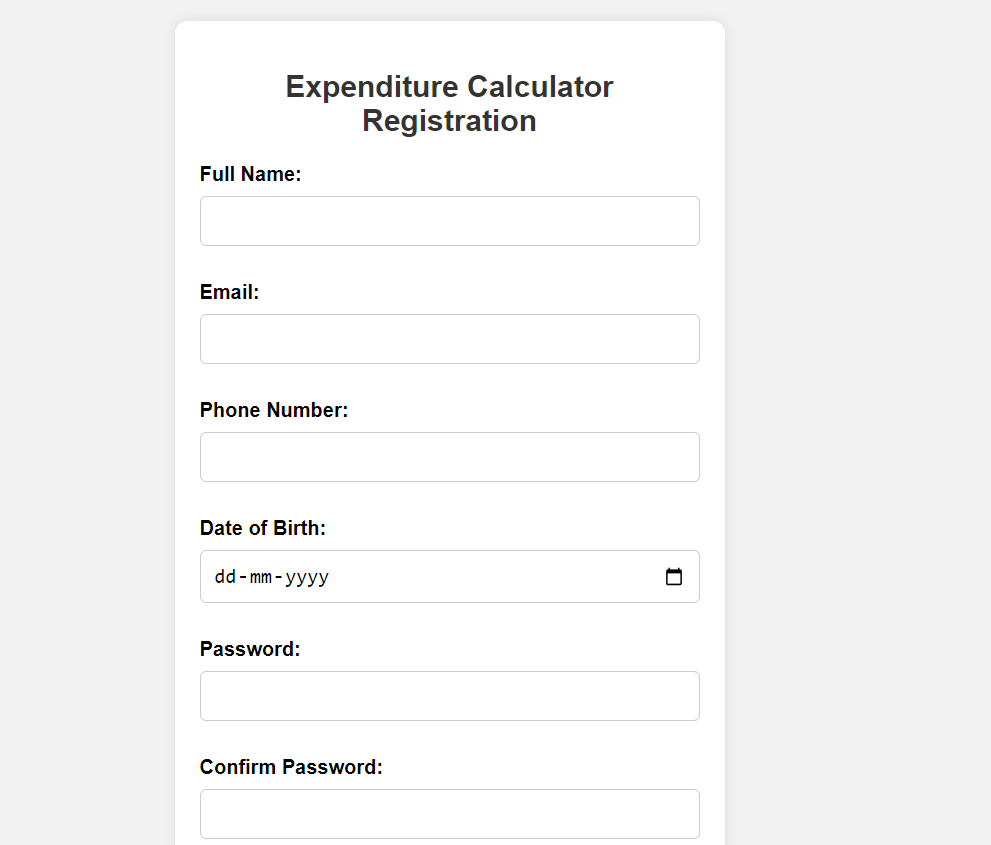 Expenditure Calculator
Registration
Full Name:
Email:
Phone Number:
Date of Birth:
dd-mm-yyyy
Password:
Confirm Password: